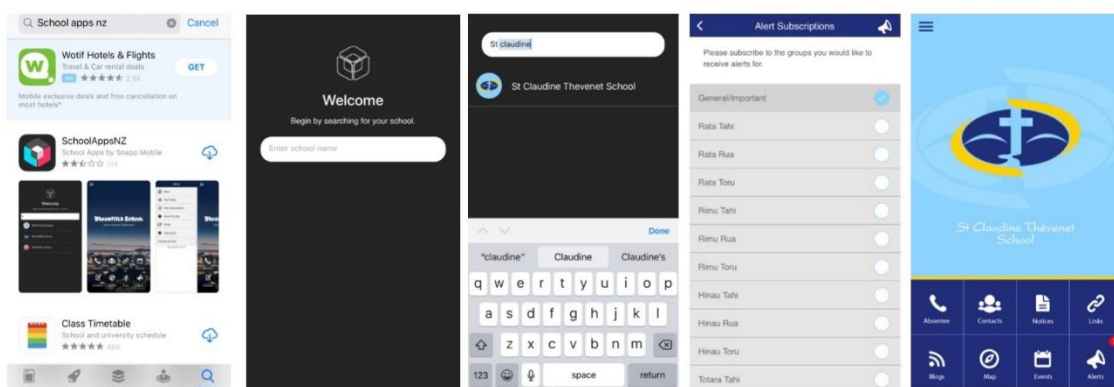 School apps nz
Cancel
Wotif Hotels & Flights
Travel & Car rental deals
Ad 2.5K
GET
Mobile exclusive deals and free cancellation on
most hotels*
SchoolAppsNZ
School Apps by Snapp Mobile
Class Timetable
School and university schedule
Welcome
Begin by searching for your school.
Enter school name
St claudine
St Claudine Thevenet School
Done
"claudine" Claudine Claudine's
q w e r t y u i o p
a s d f g h j k l
z x c v b n m
123 space return
Alert Subscriptions
Please subscribe to the groups you would like to
receive alerts for.
General/Important
Rata Tahi
Rata Rua
Rata Toru
Rimu Tahi
Rimu Rua
Rimu Toru
Hinau Tahi
Hinau Rua
Hinau Toru
Totara Tahi
St Claudine Thévenet
School
Absentee Contacts Notices Links
Blogs Map Events Alerts